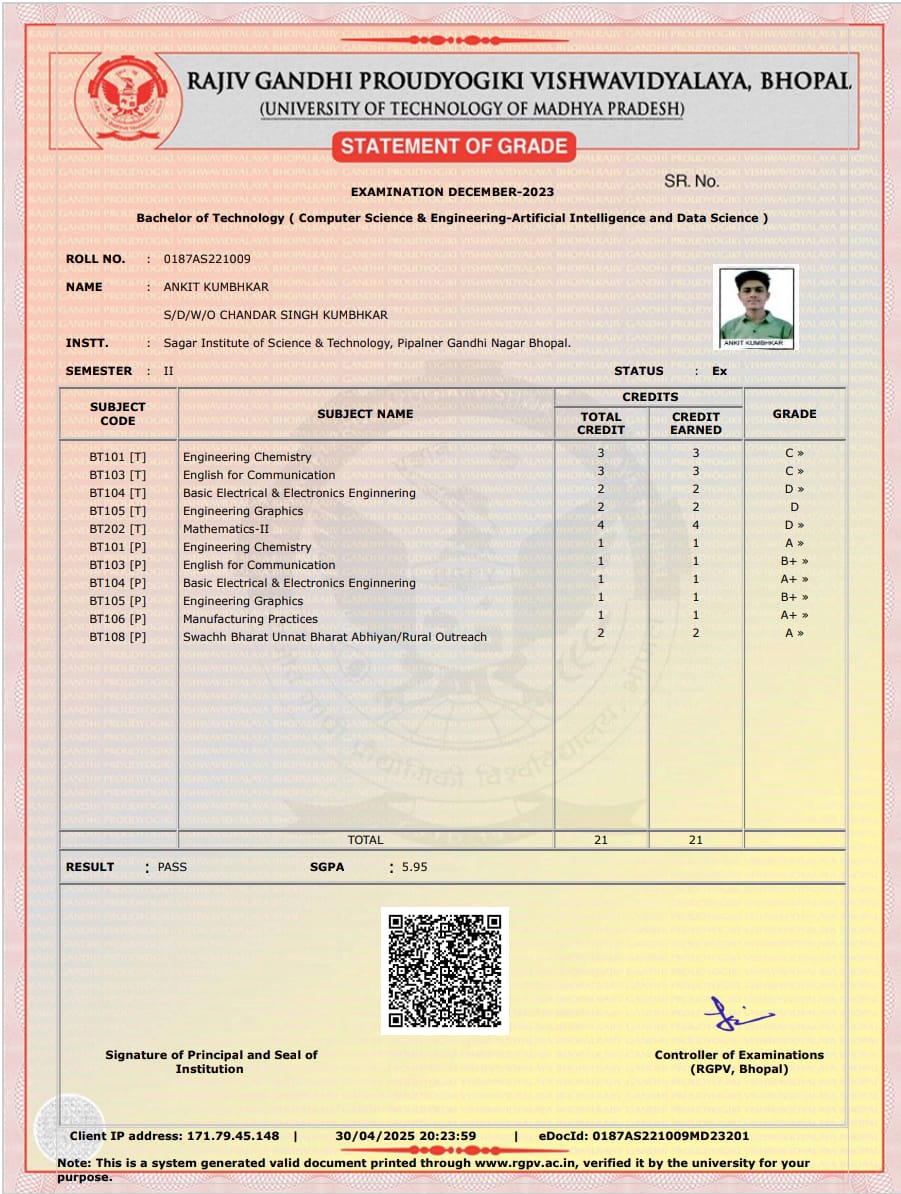 RAJIV GANDHI PROUDYOGIKI VISHWAVIDYALAYA, BHOPAL
(UNIVERSITY OF TECHNOLOGY OF MADHYA PRADESH)
STATEMENT OF GRADE
SR. No.
EXAMINATION DECEMBER-2023
Bachelor of Technology ( Computer Science & Engineering-Artificial Intelligence and Data Science )
ROLL NO. : 0187AS221009
NAME : ANKIT KUMBHKAR
S/D/W/O CHANDAR SINGH KUMBHKAR
ANKIT KUMBHKAR
INSTT. : Sagar Institute of Science & Technology, Pipalner Gandhi Nagar Bhopal.
SEMESTER : II STATUS : Ex
SUBJECT CODE SUBJECT NAME CREDITS TOTAL CREDIT CREDIT EARNED GRADE
BT101 [T] Engineering Chemistry 3 3 C »
BT103 [T] English for Communication 3 3 C »
BT104 [T] Basic Electrical & Electronics Enginnering 2 2 D »
BT105 [T] Engineering Graphics 2 2 D
BT202 [T] Mathematics-II 4 4 D »
BT101 [P] Engineering Chemistry 1 1 A »
BT103 [P] English for Communication 1 1 B+ »
BT104 [P] Basic Electrical & Electronics Enginnering 1 1 A+ »
BT105 [P] Engineering Graphics 1 1 B+ »
BT106 [P] Manufacturing Practices 1 1 A+ »
BT108 [P] Swachh Bharat Unnat Bharat Abhiyan/Rural Outreach 2 2 A »
TOTAL 21 21
RESULT : PASS SGPA : 5.95
Signature of Principal and Seal of
Institution
Controller of Examinations
(RGPV, Bhopal)
Client IP address: 171.79.45.148 | 30/04/2025 20:23:59 | eDocId: 0187AS221009MD23201
Note: This is a system generated valid document printed through www.rgpv.ac.in, verified it by the university for your
purpose.